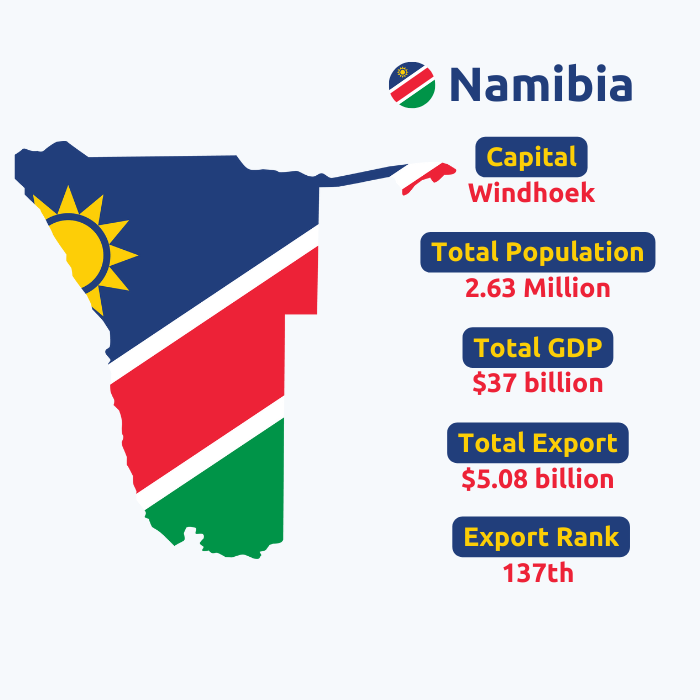 Namibia
Capital
Windhoek
Total Population
2.63 Million
Total GDP
$37 billion
Total Export
$5.08 billion
Export Rank
137th